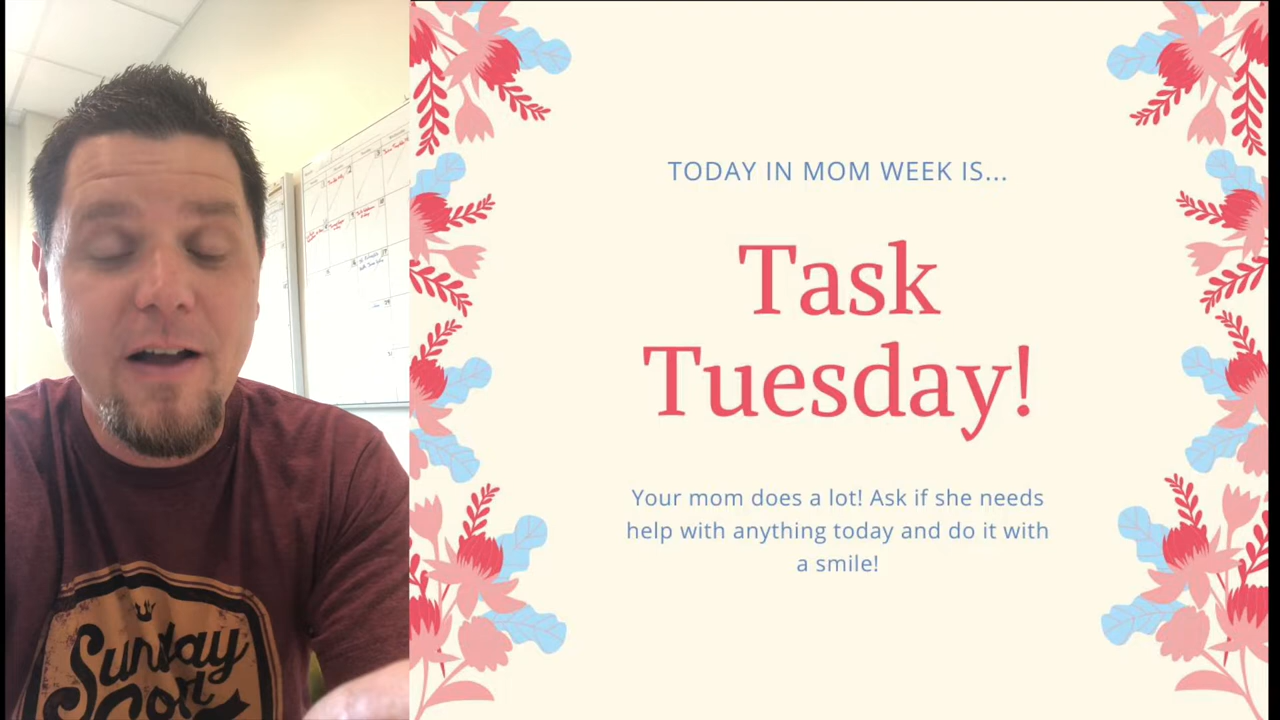 TODAY IN MOM WEEK IS...
Task
Tuesday!
Your mom does a lot! Ask if she needs
help with anything today and do it with
a smile!
Sunday